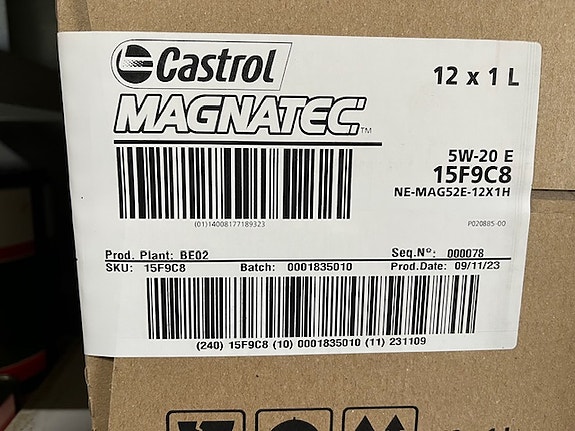 Castrol
12 x 1 L
MAGNATEC™
5W-20 E
15F9C8
NE-MAG52E-12X1H
(01)14008177189323
P020885-00
Prod. Plant: BE02 Seq.Nº: 000078
SKU: 15F9C8 Batch: 0001835010 Prod.Date: 09/11/23
(240) 15F9C8 (10) 0001835010 (11) 231109